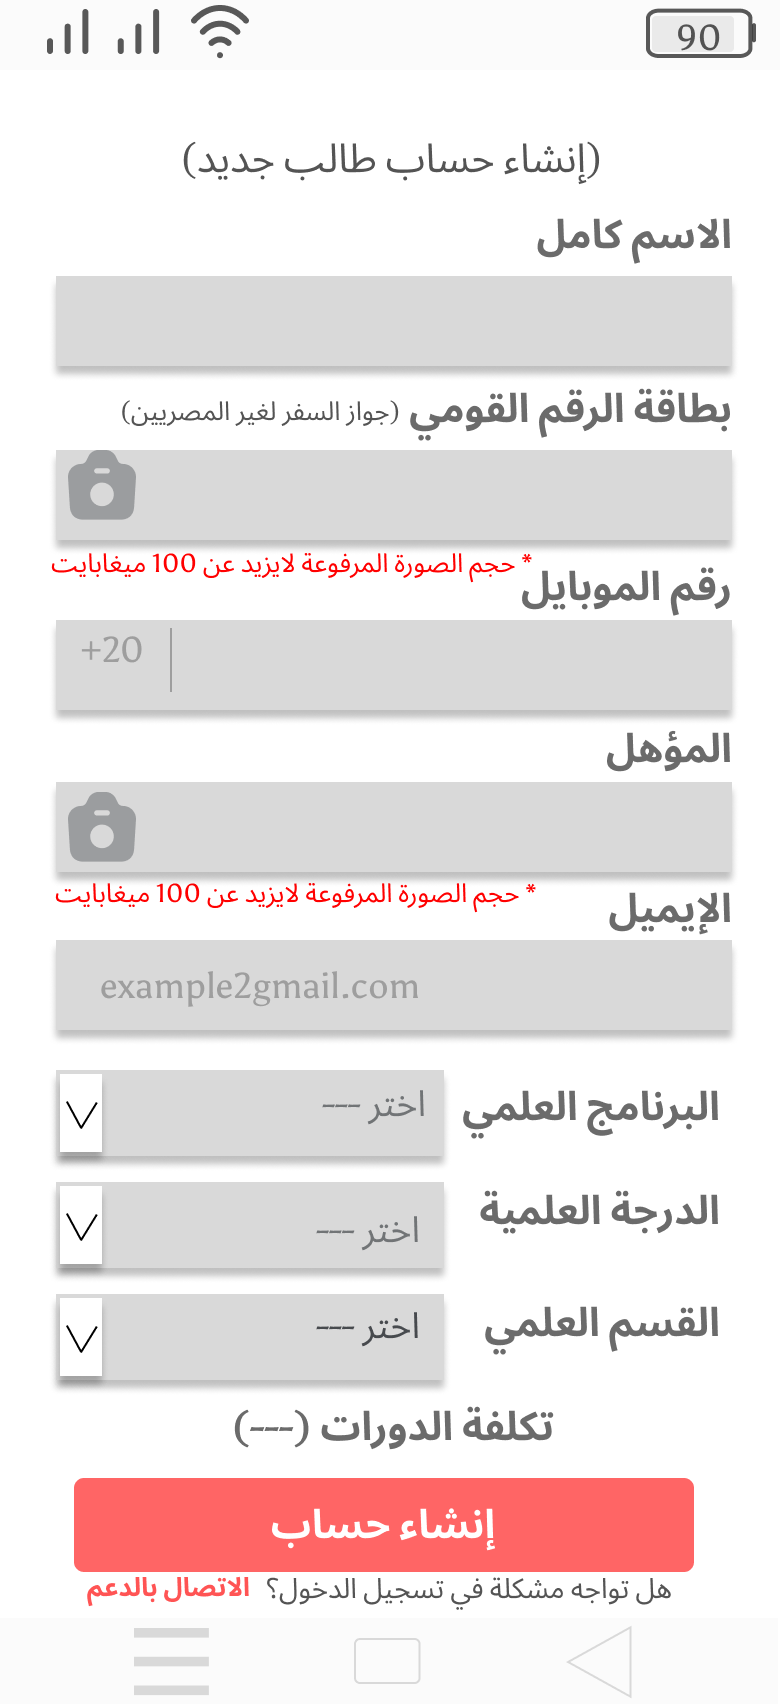 90
(إنشاء حساب طالب جديد)
الاسم كامل
بطاقة الرقم القومي (جواز السفر لغير المصريين)
* حجم الصورة المرفوعة لايزيد عن 100 ميغابايت
رقم الموبايل
+20
المؤهل
* حجم الصورة المرفوعة لايزيد عن 100 ميغابايت
الإيميل
example2gmail.com
البرنامج العلمي اختر ---
الدرجة العلمية اختر ---
القسم العلمي اختر ---
تكلفة الدورات (---)
إنشاء حساب
هل تواجه مشكلة في تسجيل الدخول؟ الاتصال بالدعم